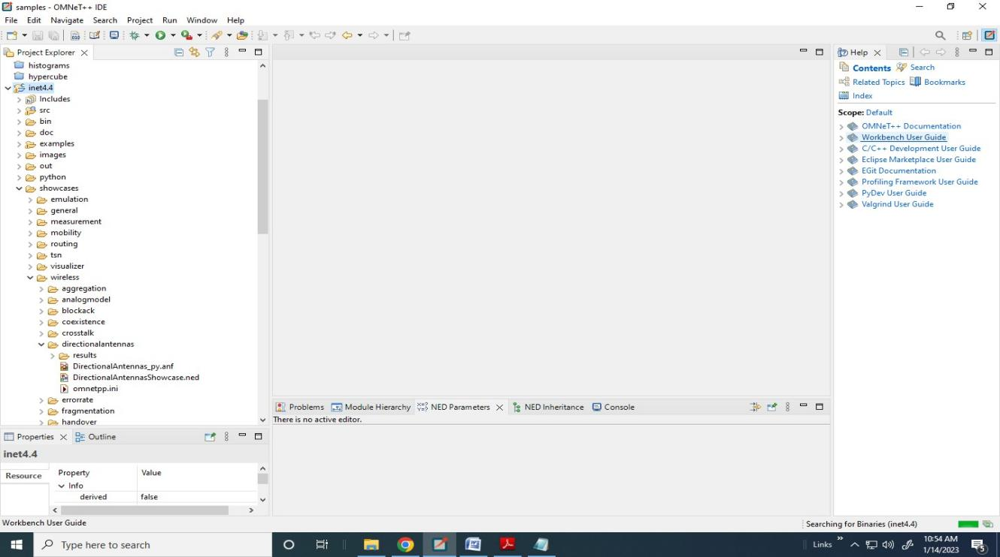 samples - OMNeT++ IDE
File Edit Navigate Search Project Run Window Help
Project Explorer
histograms
hypercube
inet4.4
Includes
src
bin
doc
examples
images
out
python
showcases
emulation
general
measurement
mobility
routing
tsn
visualizer
wireless
aggregation
analogmodel
blockack
coexistence
crosstalk
directionalantennas
results
DirectionalAntennas_py.anf
DirectionalAntennasShowcase.ned
omnetpp.ini
errorrate
fragmentation
handover
Properties Outline
inet4.4
Resource
Property Value
Info
derived false
Problems Module Hierarchy NED Parameters NED Inheritance Console
There is no active editor.
Help
Contents Search
Related Topics Bookmarks
Index
Scope: Default
OMNeT++ Documentation
Workbench User Guide
C/C++ Development User Guide
Eclipse Marketplace User Guide
EGit Documentation
Profiling Framework User Guide
PyDev User Guide
Valgrind User Guide
Workbench User Guide
Searching for Binaries (inet4.4)
Type here to search
Links
10:54 AM
1/14/2023
5